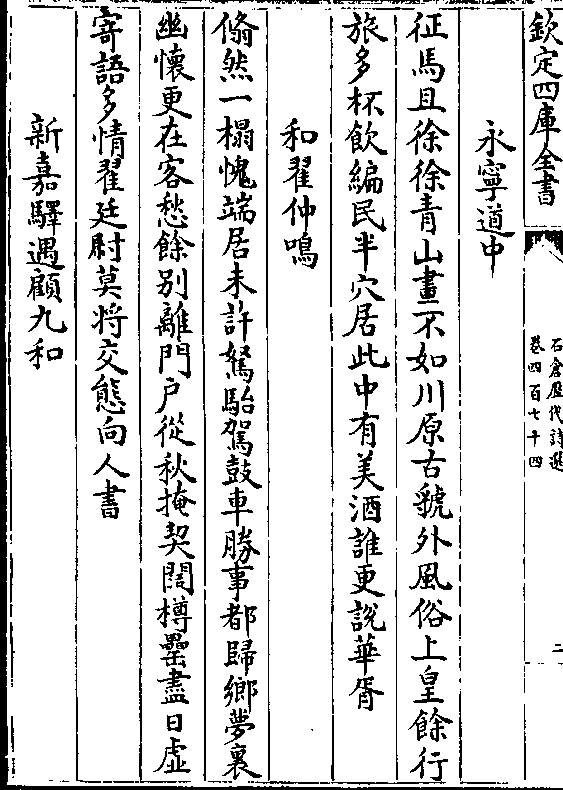 欽定四庫全書
石倉歷代詩選
卷四百七十四
二
永寧道中
征馬且徐徐青山畫不如川原古虢外風俗上皇餘行
旅多杯飲編民半穴居此中有美酒誰更說華胥
和翟仲鳴
翛然一榻愧端居未許駑駘駕鼓車勝事都歸鄉夢裏
幽懷更在客愁餘别離門戶從秋掩契闊樽罍盡日虛
寄語多情翟廷尉莫將交態向人書
新嘉驛遇顧九和